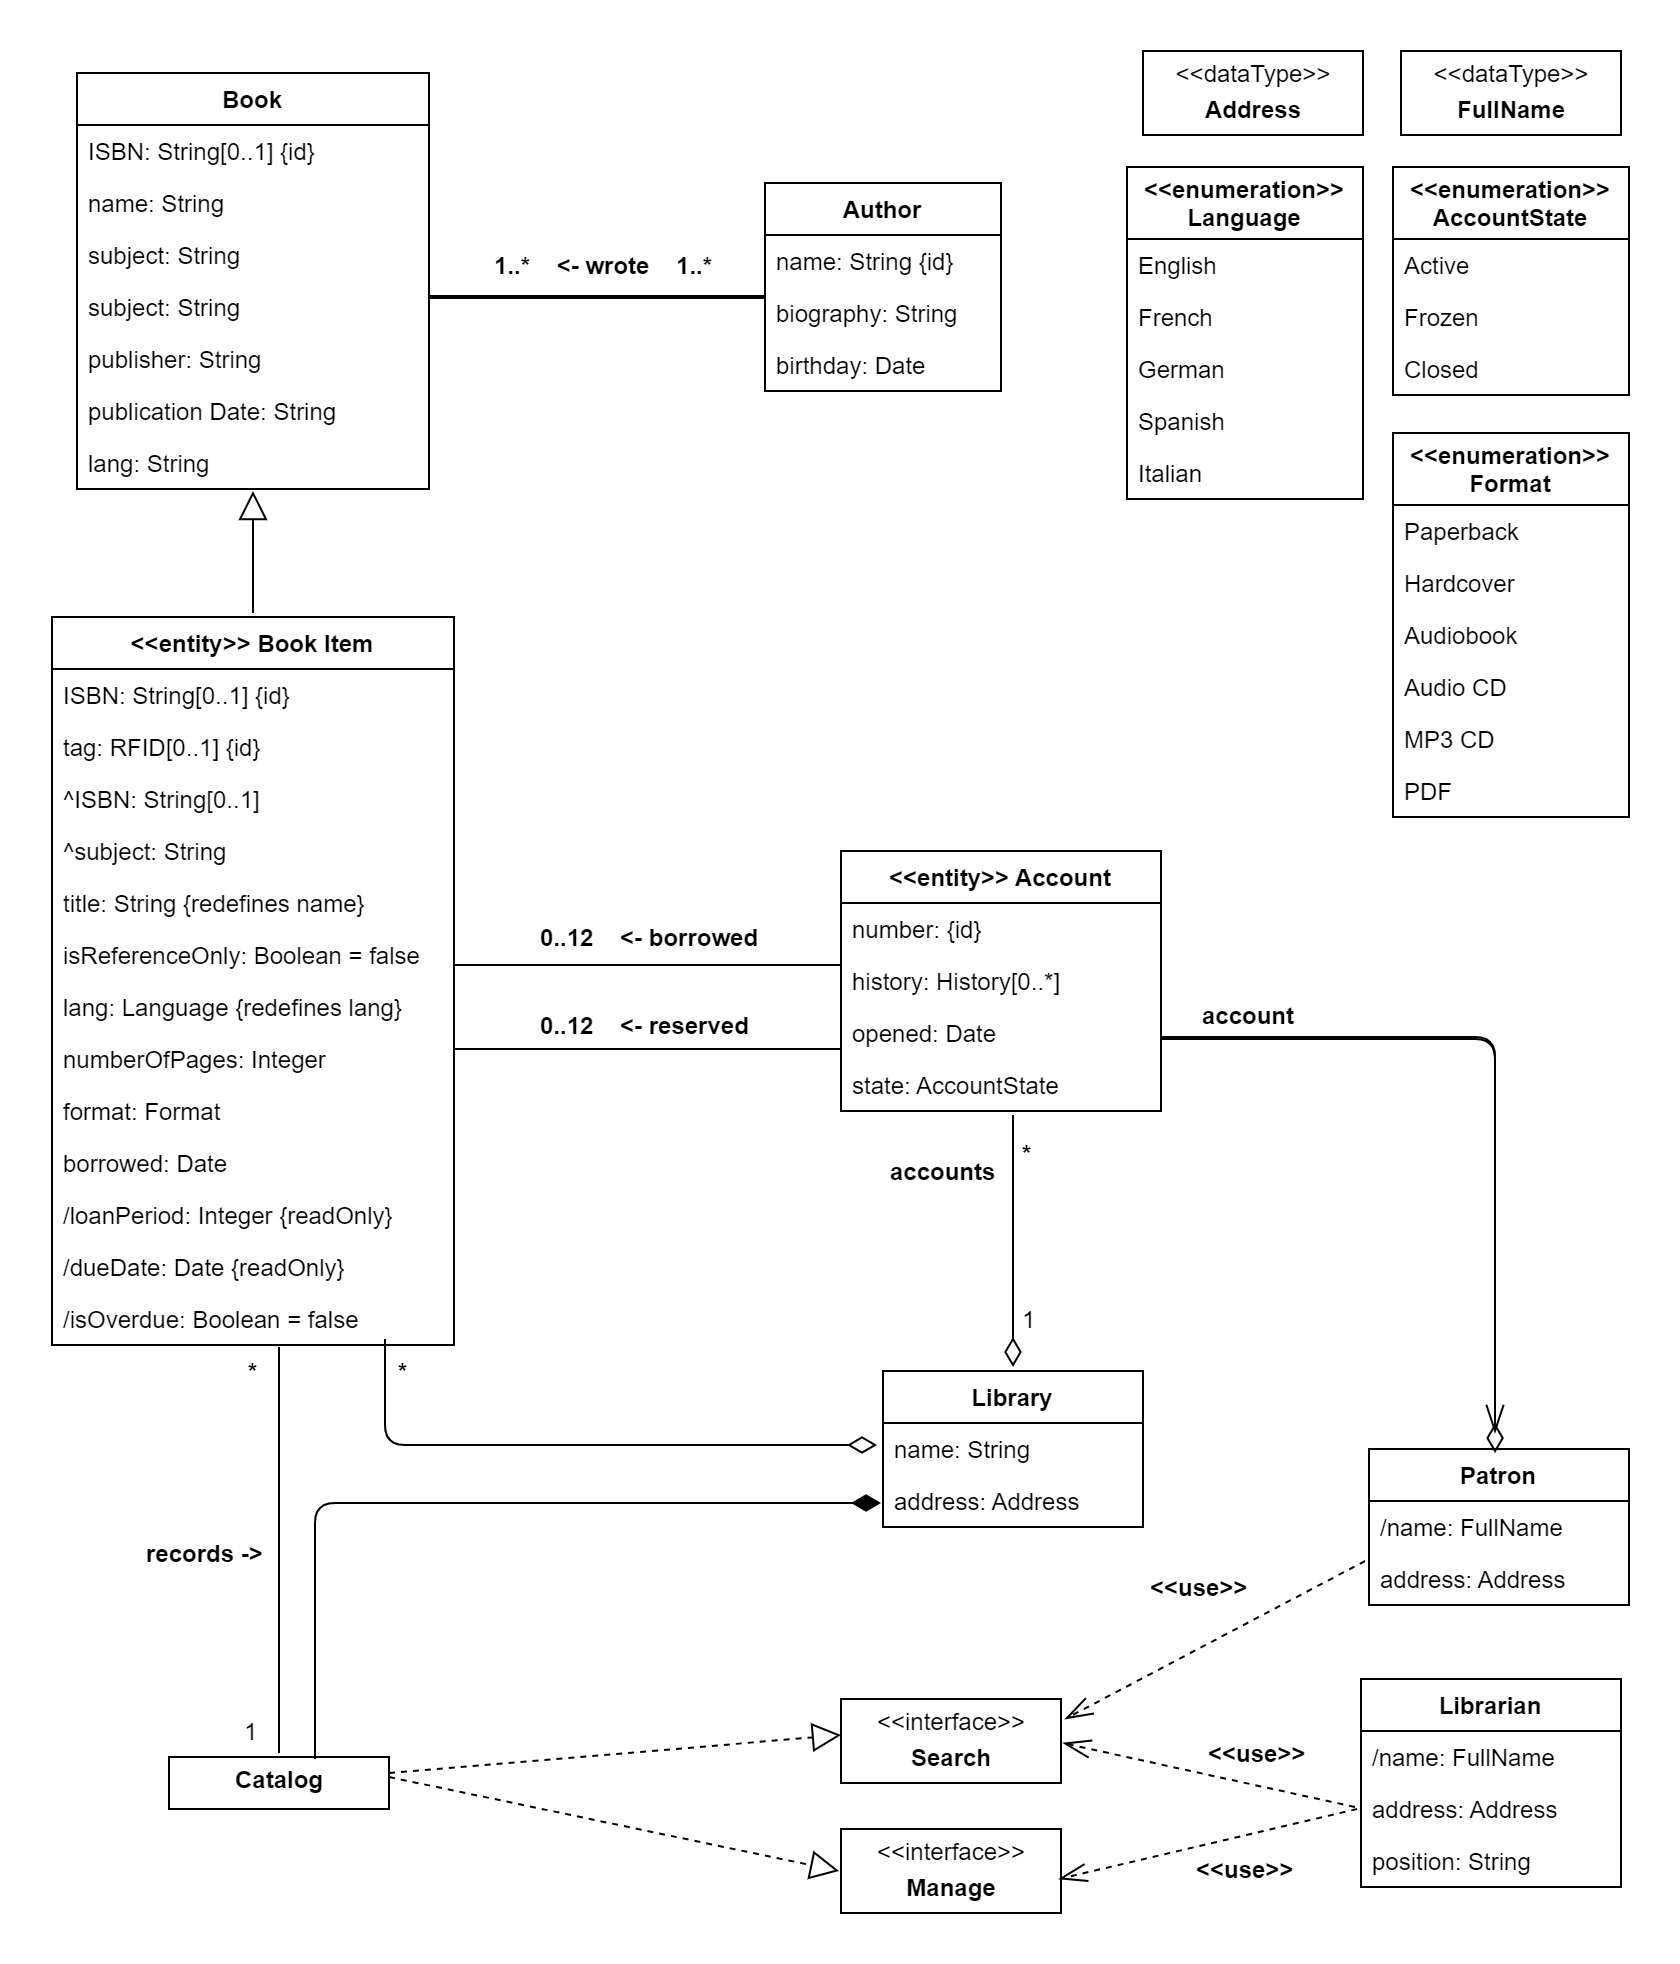 Book
ISBN: String[0..1] {id}
name: String
subject: String
subject: String
publisher: String
publication Date: String
lang: String
1..* <- wrote 1..*
Author
name: String {id}
biography: String
birthday: Date
<<dataType>>
Address
<<dataType>>
FullName
<<enumeration>>
Language
English
French
German
Spanish
Italian
<<enumeration>>
AccountState
Active
Frozen
Closed
<<enumeration>>
Format
Paperback
Hardcover
Audiobook
Audio CD
MP3 CD
PDF
<<entity>> Book Item
ISBN: String[0..1] {id}
tag: RFID[0..1] {id}
^ISBN: String[0..1]
^subject: String
title: String {redefines name}
isReferenceOnly: Boolean = false
lang: Language {redefines lang}
numberOfPages: Integer
format: Format
borrowed: Date
/loanPeriod: Integer {readOnly}
/dueDate: Date {readOnly}
/isOverdue: Boolean = false
0..12 <- borrowed
0..12 <- reserved
<<entity>> Account
number: {id}
history: History[0..*]
opened: Date
state: AccountState
account
*
accounts
1
*
*
Library
name: String
address: Address
records ->
1
Catalog
Patron
/name: FullName
address: Address
<<use>>
<<interface>>
Search
<<use>>
<<interface>>
Manage
<<use>>
Librarian
/name: FullName
address: Address
position: String